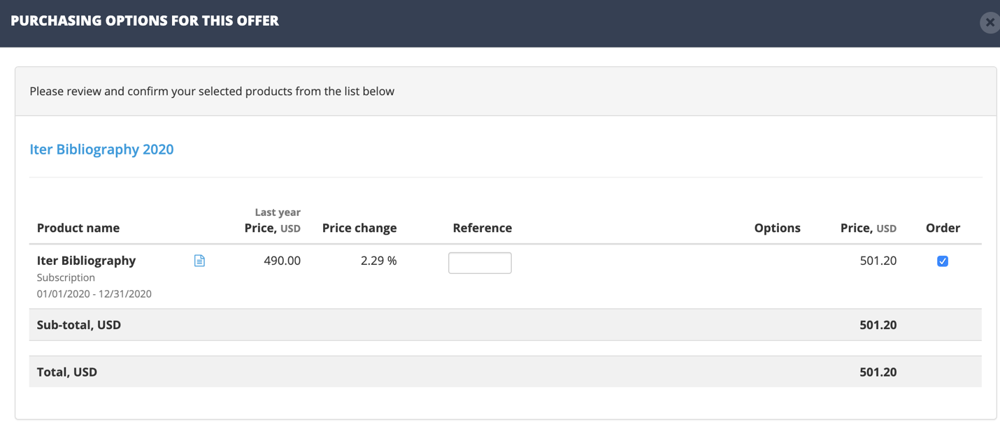 PURCHASING OPTIONS FOR THIS OFFER
Please review and confirm your selected products from the list below
Iter Bibliography 2020
Last year
Product name Price, USD Price change Reference Options Price, USD Order
Iter Bibliography 490.00 2.29 % 501.20
Subscription
01/01/2020 - 12/31/2020
Sub-total, USD 501.20
Total, USD 501.20